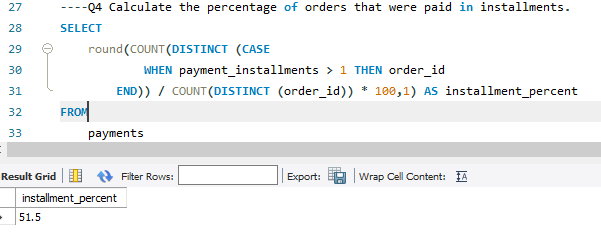 27 ----Q4 Calculate the percentage of orders that were paid in installments.
28 SELECT
29 round(COUNT(DISTINCT (CASE
30 WHEN payment_installments > 1 THEN order_id
31 END)) / COUNT(DISTINCT (order_id)) * 100,1) AS installment_percent
32 FROM
33 payments
Result Grid Filter Rows: Export: Wrap Cell Content: IA
installment_percent
51.5